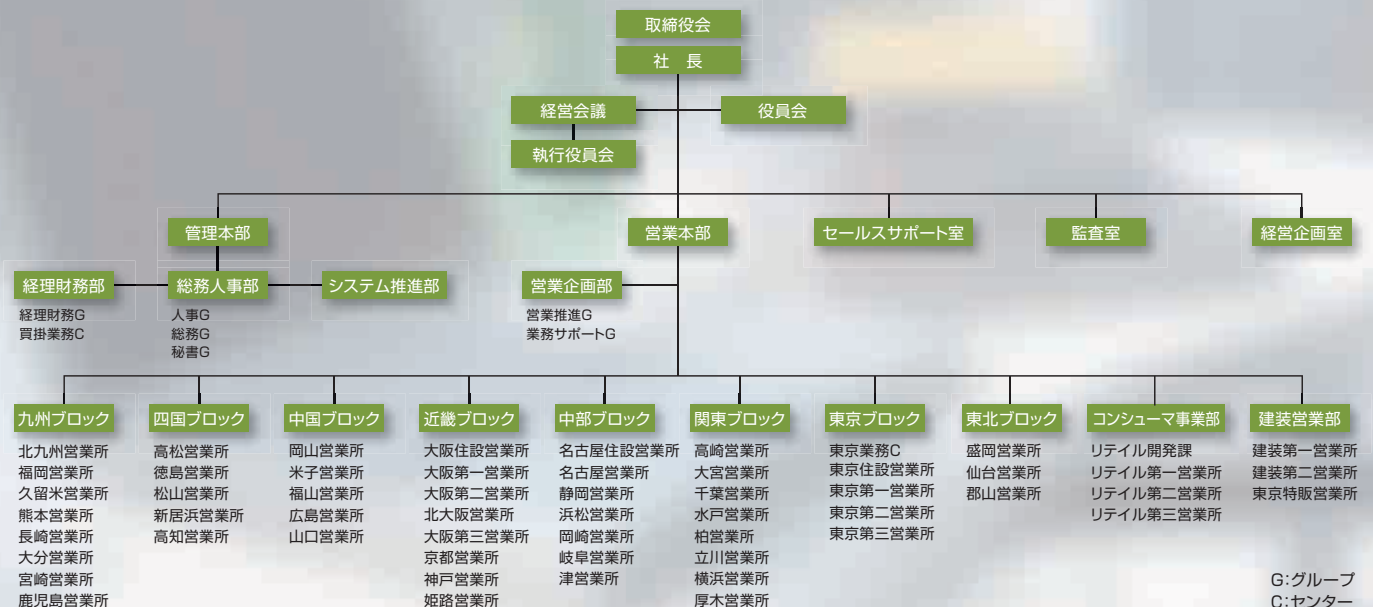 取締役会
社 長
経営会議
役員会
執行役員会
管理本部
営業本部
セールスサポート室
監査室
経営企画室
経理財務部
総務人事部
システム推進部
営業企画部
経理財務G
買掛業務C
人事G
総務G
秘書G
営業推進G
業務サポートG
九州ブロック
北九州営業所
福岡営業所
久留米営業所
熊本営業所
長崎営業所
大分営業所
宮崎営業所
鹿児島営業所
四国ブロック
高松営業所
徳島営業所
松山営業所
新居浜営業所
高知営業所
中国ブロック
岡山営業所
米子営業所
福山営業所
広島営業所
山口営業所
近畿ブロック
大阪住設営業所
大阪第一営業所
大阪第二営業所
北大阪営業所
大阪第三営業所
京都営業所
神戸営業所
姫路営業所
中部ブロック
名古屋住設営業所
名古屋営業所
静岡営業所
浜松営業所
岡崎営業所
岐阜営業所
津営業所
関東ブロック
高崎営業所
大宮営業所
千葉営業所
水戸営業所
柏営業所
立川営業所
横浜営業所
厚木営業所
東京ブロック
東京業務C
東京住設営業所
東京第一営業所
東京第二営業所
東京第三営業所
東北ブロック
盛岡営業所
仙台営業所
郡山営業所
コンシューマ事業部
リテイル開発課
リテイル第一営業所
リテイル第二営業所
リテイル第三営業所
建装営業部
建装第一営業所
建装第二営業所
東京特販営業所
G:グループ
C:センター